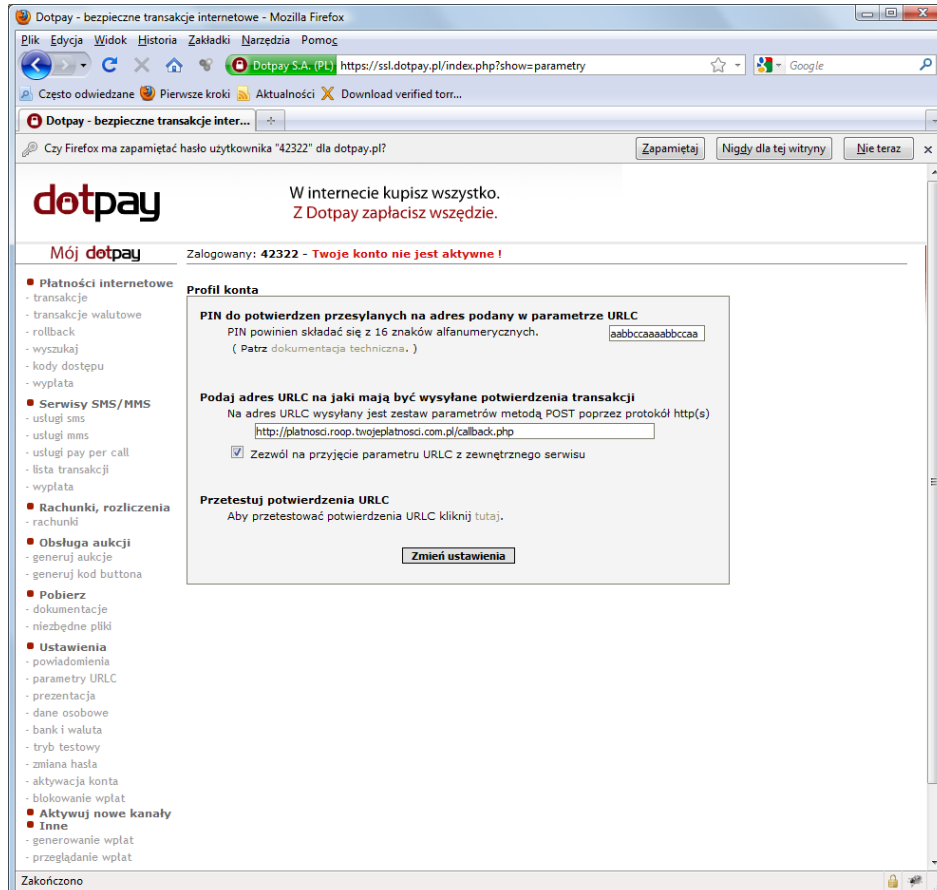 Dotpay - bezpieczne transakcje internetowe - Mozilla Firefox
Plik Edycja Widok Historia Zakładki Narzędzia Pomoc
Dotpay S.A. (PL) https://ssl.dotpay.pl/index.php?show=parametry Google
Często odwiedzane Pierwsze kroki Aktualności Download verified torr...
Dotpay - bezpieczne transakcje inter...
Czy Firefox ma zapamiętać hasło użytkownika "42322" dla dotpay.pl? Zapamiętaj Nigdy dla tej witryny Nie teraz
dotpay
W internecie kupisz wszystko.
Z Dotpay zapłacisz wszędzie.
Mój dotpay
Zalogowany: 42322 - Twoje konto nie jest aktywne !
Płatności internetowe
- transakcje
- transakcje walutowe
- rollback
- wyszukaj
- kody dostępu
- wypłata
Serwisy SMS/MMS
- usługi sms
- usługi mms
- usługi pay per call
- lista transakcji
- wypłata
Rachunki, rozliczenia
- rachunki
Obsługa aukcji
- generuj aukcje
- generuj kod buttona
Pobierz
- dokumentacje
- niezbędne pliki
Ustawienia
- powiadomienia
- parametry URLC
- prezentacja
- dane osobowe
- bank i waluta
- tryb testowy
- zmiana hasła
- aktywacja konta
- blokowanie wpłat
Aktywuj nowe kanały
Inne
- generowanie wpłat
- przeglądanie wpłat
Profil konta
PIN do potwierdzen przesylanych na adres podany w parametrze URLC
PIN powinien składać się z 16 znaków alfanumerycznych. aabbccaaaabbccaa
( Patrz dokumentacja techniczna. )
Podaj adres URLC na jaki mają być wysyłane potwierdzenia transakcji
Na adres URLC wysyłany jest zestaw parametrów metodą POST poprzez protokół http(s)
http://platnosci.roop.twojeplatnosci.com.pl/callback.php
Zezwól na przyjęcie parametru URLC z zewnętrznego serwisu
Przetestuj potwierdzenia URLC
Aby przetestować potwierdzenia URLC kliknij tutaj.
Zmień ustawienia
Zakończono